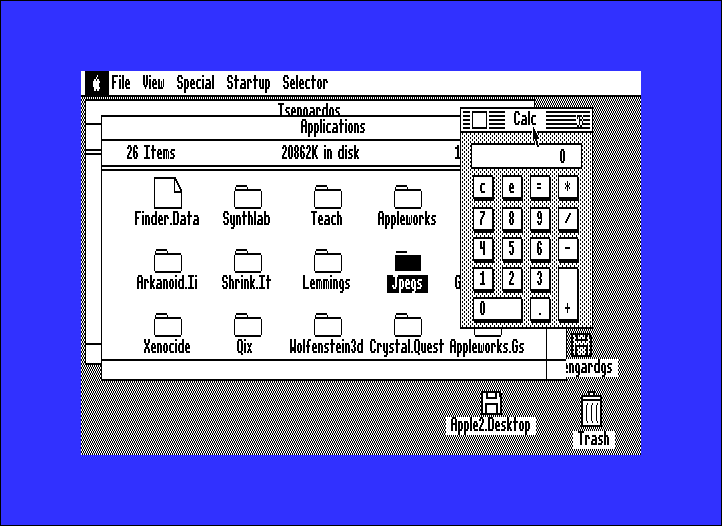 File View Special Startup Selector
Tsengardgs
Applications
26 Items 20862K in disk 1
Calc
0
c e = *
7 8 9 /
4 5 6 -
1 2 3
0 . +
Finder.Data Synthlab Teach Appleworks
Arkanoid.Ii Shrink.It Lemmings Jpegs G
Xenocide Qix Wolfenstein3d Crystal.Quest Appleworks.Gs
engardgs
Apple2.Desktop
Trash